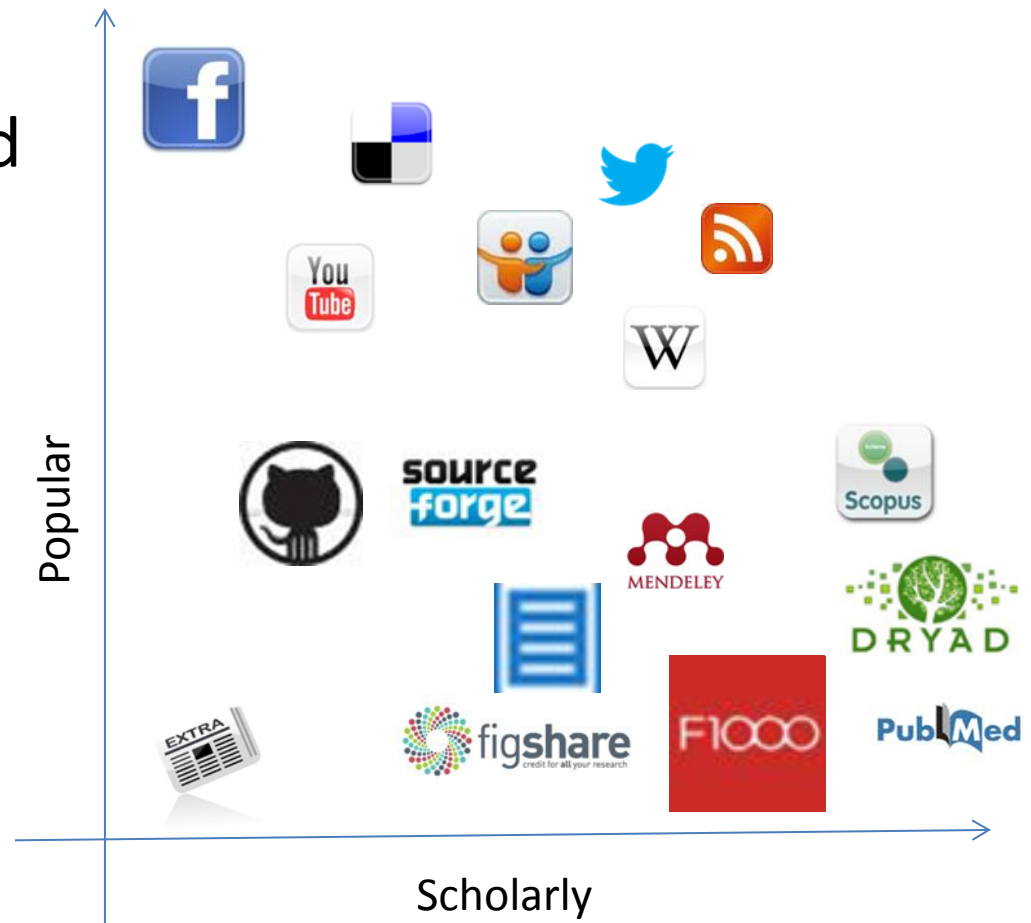 d
f
You
Tube
W
Popular
source
forge
Scopus
MENDELEY
DRYAD
EXTRA
figshare
credit for all your research
F1000
PubMed
Scholarly